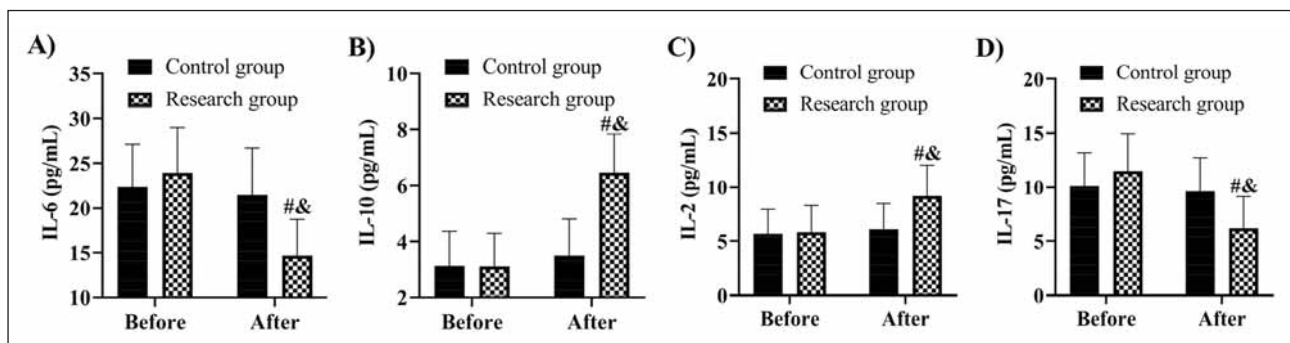 A)
Control group
Research group
IL-6 (pg/mL)
35
30
25
20
15
10
#&
Before After
B)
Control group
Research group
IL-10 (pg/mL)
10
8
6
4
2
#&
Before After
C)
Control group
Research group
IL-2 (pg/mL)
20
15
10
5
0
#&
Before After
D)
Control group
Research group
IL-17 (pg/mL)
20
15
10
5
0
#&
Before After